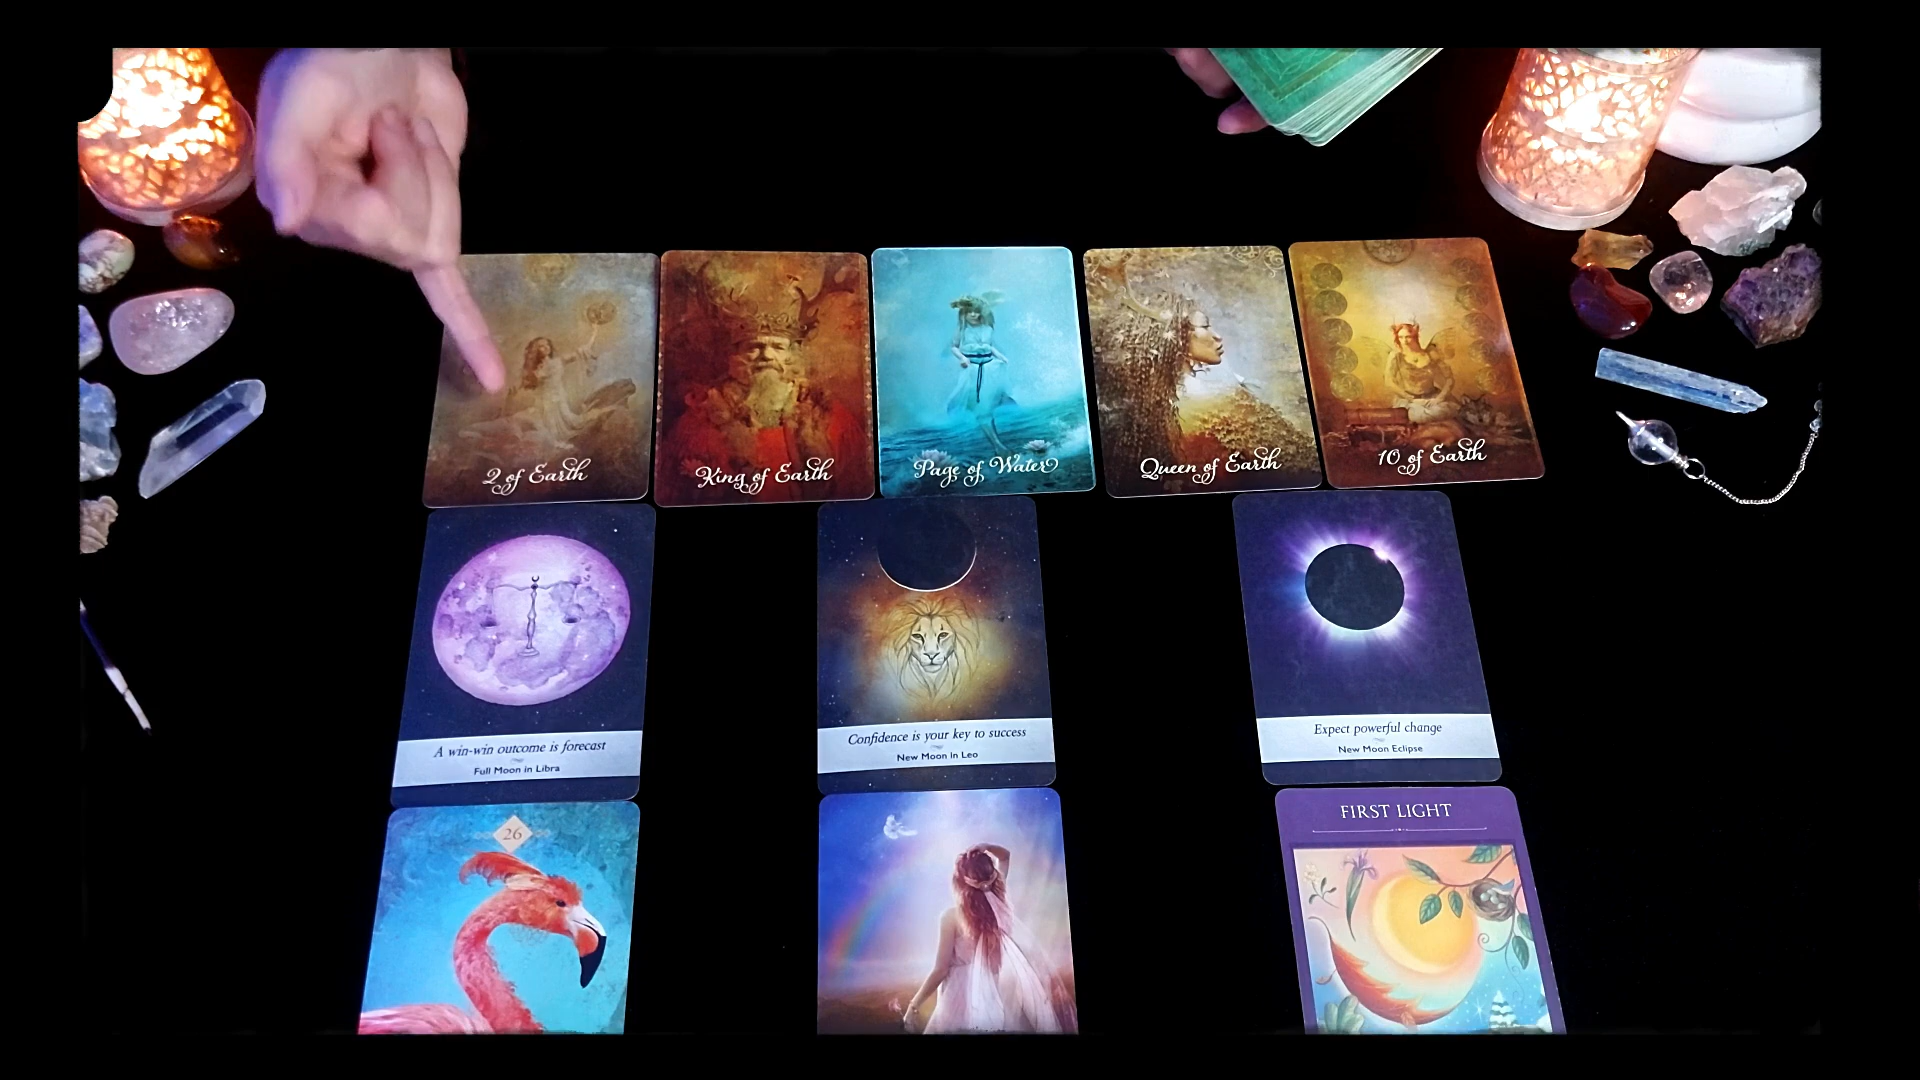 2 of Earth
King of Earth
Page of Water
Queen of Earth
10 of Earth
A win-win outcome is forecast
Full Moon in Libra
Confidence is your key to success
New Moon in Leo
Expect powerful change
New Moon Eclipse
26
FIRST LIGHT